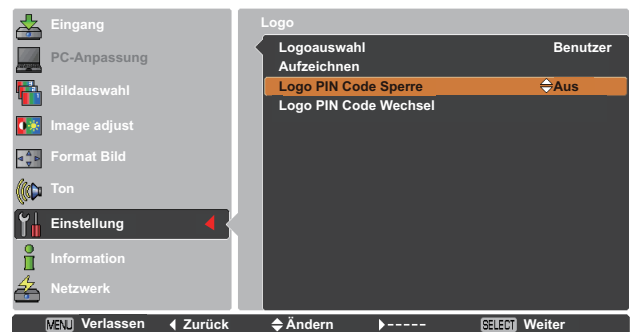 Eingang
PC-Anpassung
Bildauswahl
Image adjust
Format Bild
Ton
Einstellung
Information
Netzwerk
Logo
Logoauswahl Benutzer
Aufzeichnen
Logo PIN Code Sperre Aus
Logo PIN Code Wechsel
MENU Verlassen Zurück Ändern ----- SELECT Weiter